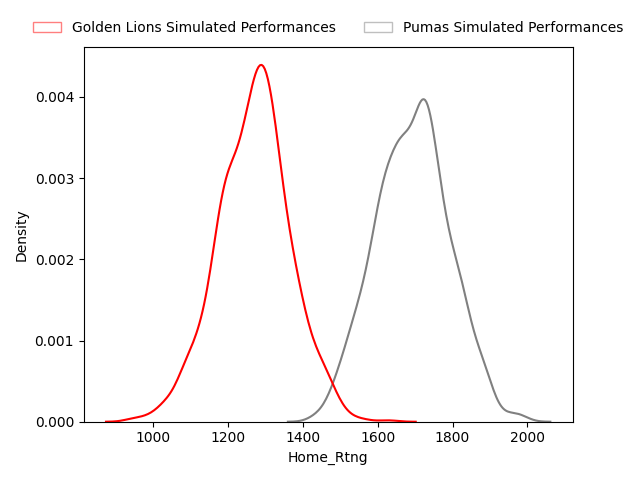 Golden Lions Simulated Performances Pumas Simulated Performances
0.004
0.003
0.002
0.001
0.000
Density
1000 1200 1400 1600 1800 2000
Home_Rtng